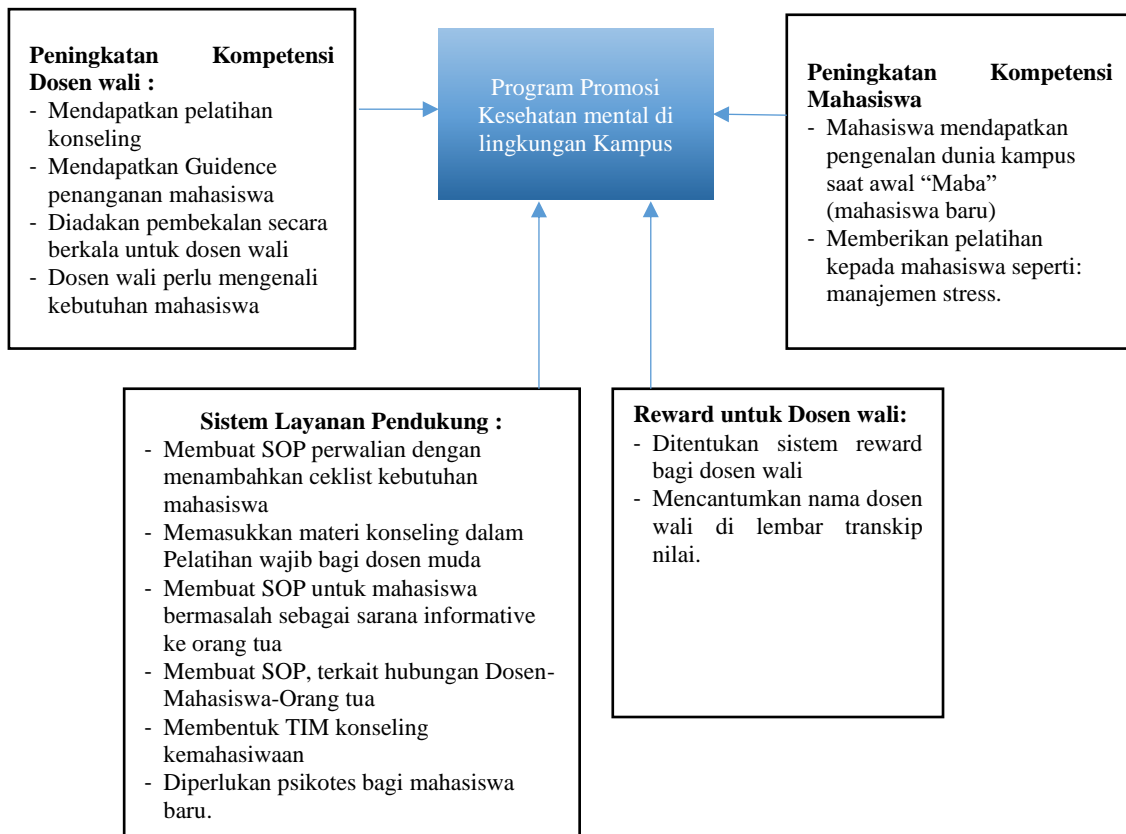 Peningkatan Kompetensi
Dosen wali :
- Mendapatkan pelatihan
konseling
- Mendapatkan Guidence
penanganan mahasiswa
- Diadakan pembekalan secara
berkala untuk dosen wali
- Dosen wali perlu mengenali
kebutuhan mahasiswa
Program Promosi
Kesehatan mental di
lingkungan Kampus
Peningkatan Kompetensi
Mahasiswa
- Mahasiswa mendapatkan
pengenalan dunia kampus
saat awal “Maba”
(mahasiswa baru)
- Memberikan pelatihan
kepada mahasiswa seperti:
manajemen stress.
Sistem Layanan Pendukung :
- Membuat SOP perwalian dengan
menambahkan ceklist kebutuhan
mahasiswa
- Memasukkan materi konseling dalam
Pelatihan wajib bagi dosen muda
- Membuat SOP untuk mahasiswa
bermasalah sebagai sarana informative
ke orang tua
- Membuat SOP, terkait hubungan Dosen-
Mahasiswa-Orang tua
- Membentuk TIM konseling
kemahasiwaan
- Diperlukan psikotes bagi mahasiswa
baru.
Reward untuk Dosen wali:
- Ditentukan sistem reward
bagi dosen wali
- Mencantumkan nama dosen
wali di lembar transkip
nilai.